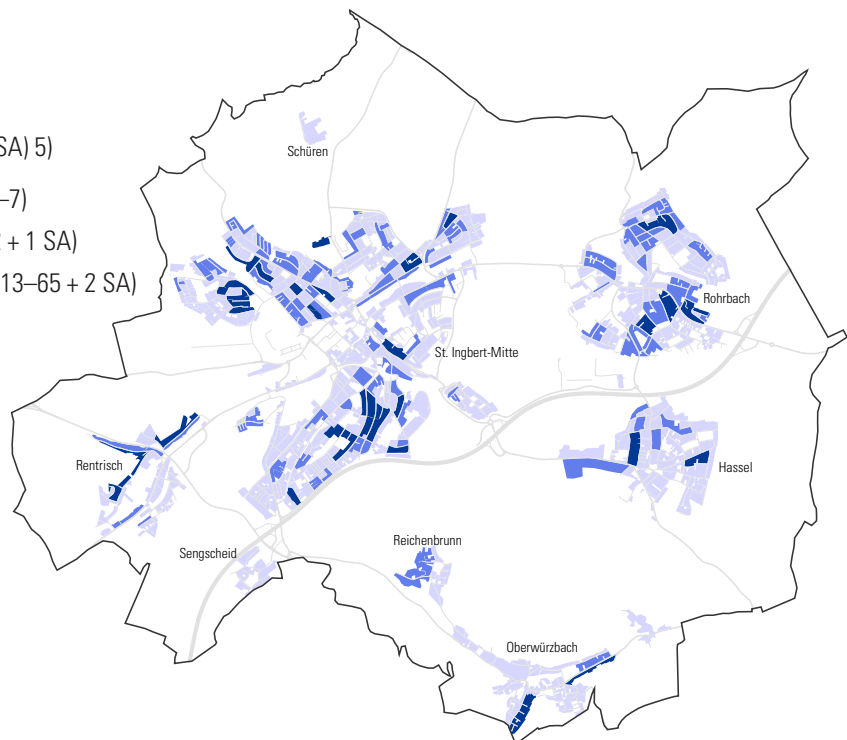 SA) 5)
–7)
+ 1 SA)
13–65 + 2 SA)
Schüren
Rohrbach
St. Ingbert-Mitte
Rentrisch
Hassel
Sengscheid
Reichenbrunn
Oberwürzbach